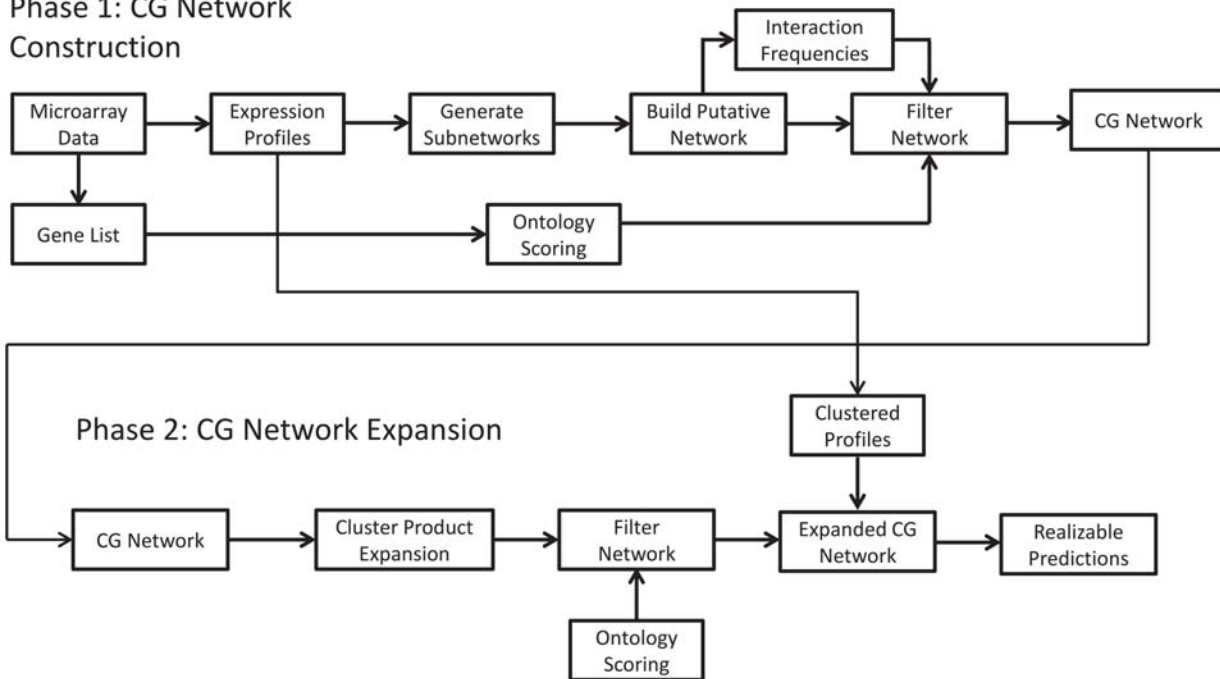 Phase 1: CG Network
Construction
Interaction
Frequencies
Microarray
Data
Expression
Profiles
Generate
Subnetworks
Build Putative
Network
Filter
Network
CG Network
Gene List
Ontology
Scoring
Clustered
Profiles
Phase 2: CG Network Expansion
CG Network
Cluster Product
Expansion
Filter
Network
Expanded CG
Network
Realizable
Predictions
Ontology
Scoring